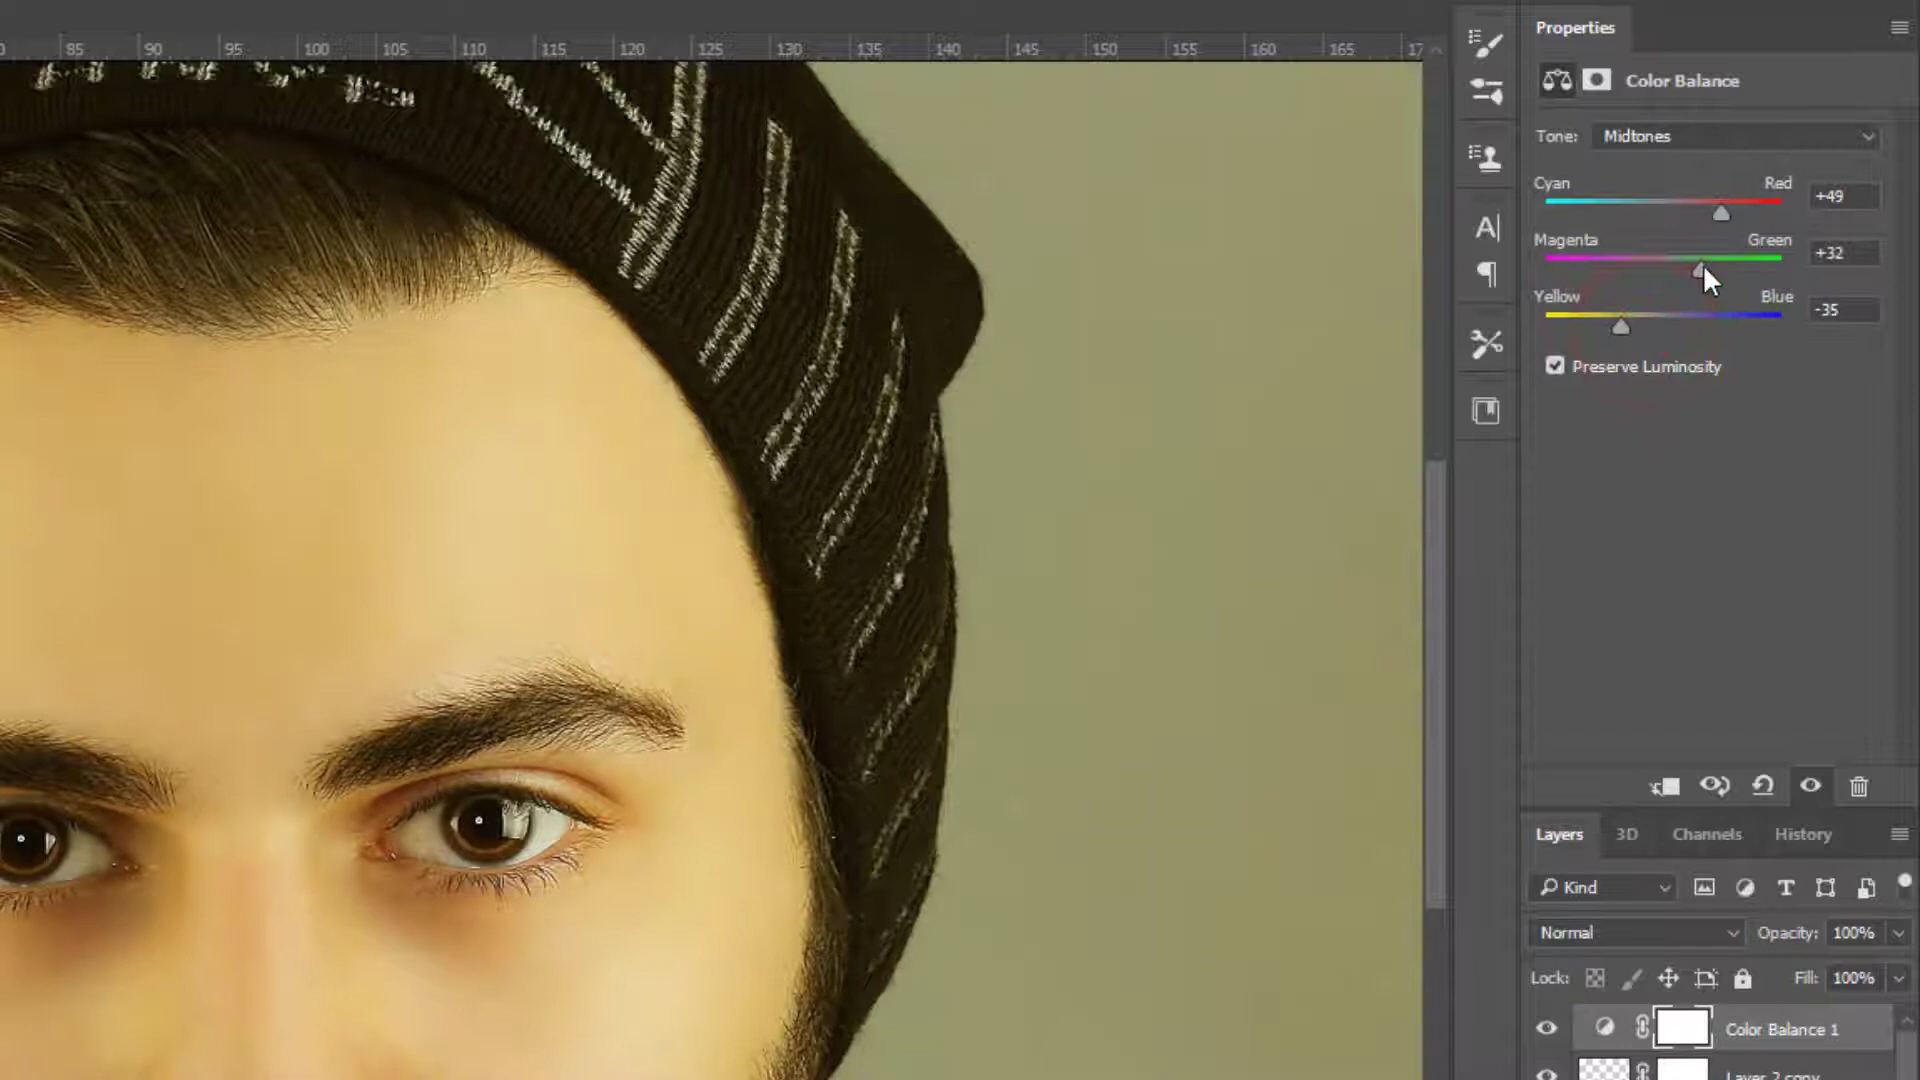 85 90 95 100 105 110 115 120 125 130 135 140 145 150 155 160 165
Properties
Color Balance
Tone: Midtones
Cyan Red +49
Magenta Green +32
Yellow Blue -35
Preserve Luminosity
Layers 3D Channels History
Kind
Normal Opacity: 100%
Lock: Fill: 100%
Color Balance 1
Layer 2 copy